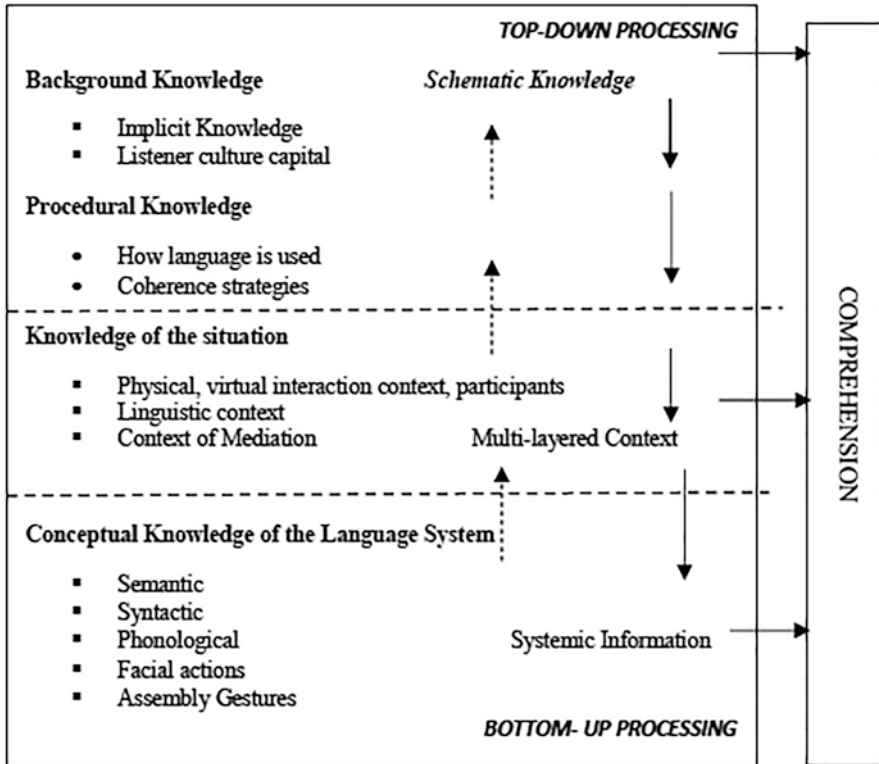 TOP-DOWN PROCESSING
Background Knowledge Schematic Knowledge
▪ Implicit Knowledge
▪ Listener culture capital
Procedural Knowledge
• How language is used
• Coherence strategies
Knowledge of the situation
▪ Physical, virtual interaction context, participants
▪ Linguistic context
▪ Context of Mediation Multi-layered Context
Conceptual Knowledge of the Language System
▪ Semantic
▪ Syntactic
▪ Phonological Systemic Information
▪ Facial actions
▪ Assembly Gestures
BOTTOM- UP PROCESSING
COMPREHENSION